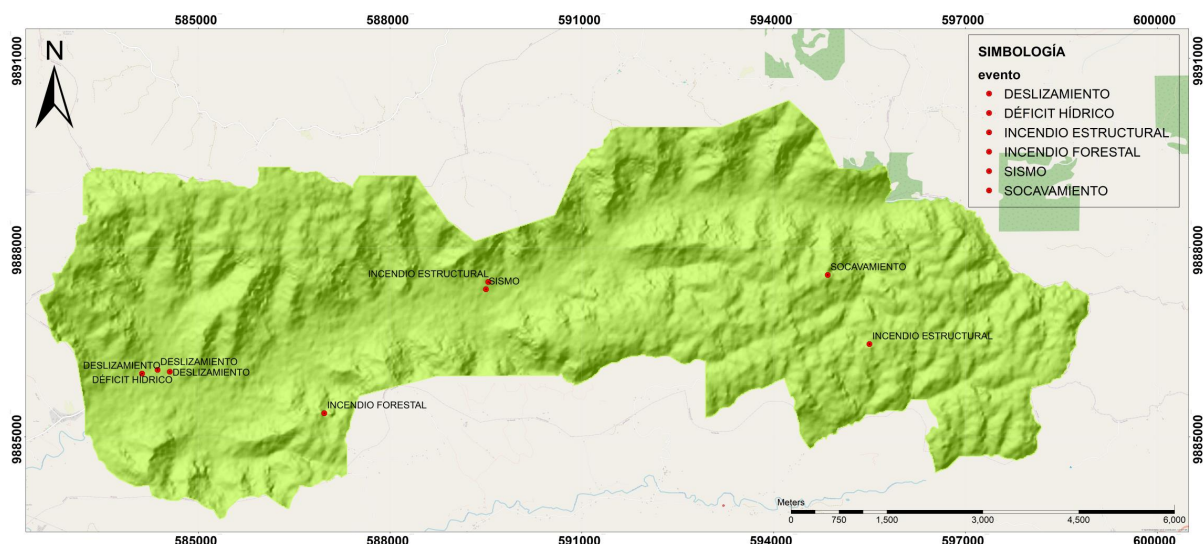 585000 588000 591000 594000 597000 600000
9891000 9891000
N
SIMBOLOGÍA
evento
DESLIZAMIENTO
DÉFICIT HÍDRICO
INCENDIO ESTRUCTURAL
INCENDIO FORESTAL
SISMO
SOCAVAMIENTO
9888000 9888000
SOCAVAMIENTO
INCENDIO ESTRUCTURAL
SISMO
INCENDIO ESTRUCTURAL
DESLIZAMIENTO
DESLIZAMIENTO
DESLIZAMIENTO
DÉFICIT HÍDRICO
INCENDIO FORESTAL
9885000 9885000
Meters
0 750 1,500 3,000 4,500 6,000
585000 588000 591000 594000 597000 600000